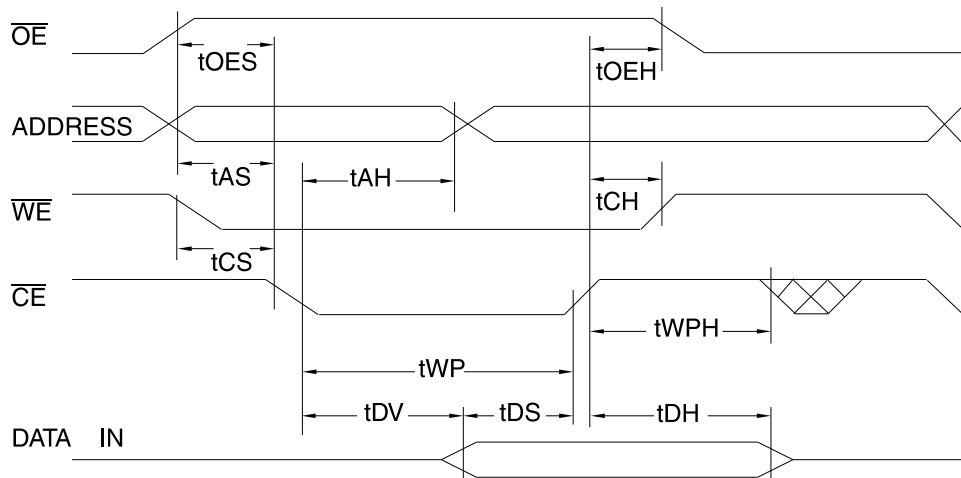 OE
tOES
tOEH
ADDRESS
tAS
tAH
tCH
WE
tCS
CE
tWPH
tWP
tDV
tDS
tDH
DATA IN